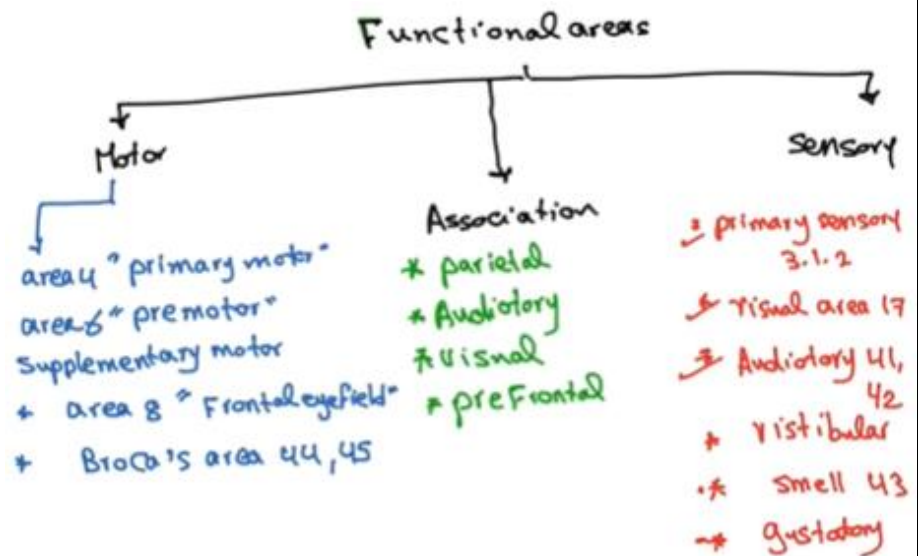 Functional areas
Motor
area 4 "primary motor"
area 6 "premotor"
Supplementary motor
* area 8 "Frontal eyefield"
* Broca's area 44,45
Association
* parietal
* Audiotory
* visual
* preFrontal
sensory
* primary sensory
3.1.2
* visual area 17
* Audiotory 41,
42
* vistibular
* smell 43
* gustatory